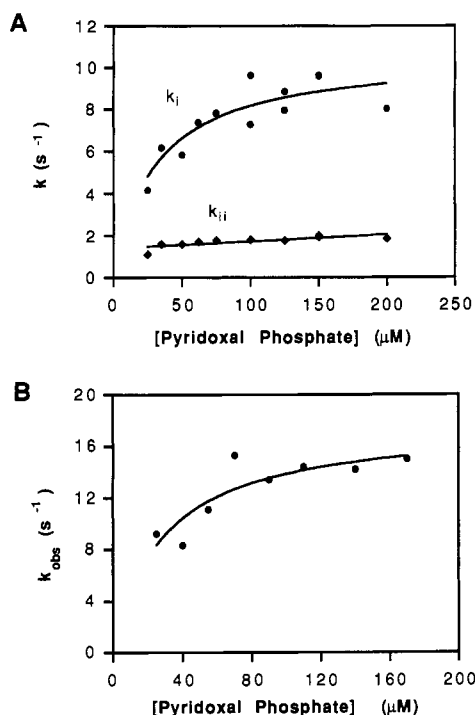 A
12
10
8
6
4
2
0
k (s⁻¹)
kᵢ
kᵢᵢ
0 50 100 150 200 250
[Pyridoxal Phosphate] (μM)
B
20
16
12
8
4
0
k_obs (s⁻¹)
0 40 80 120 160 200
[Pyridoxal Phosphate] (μM)